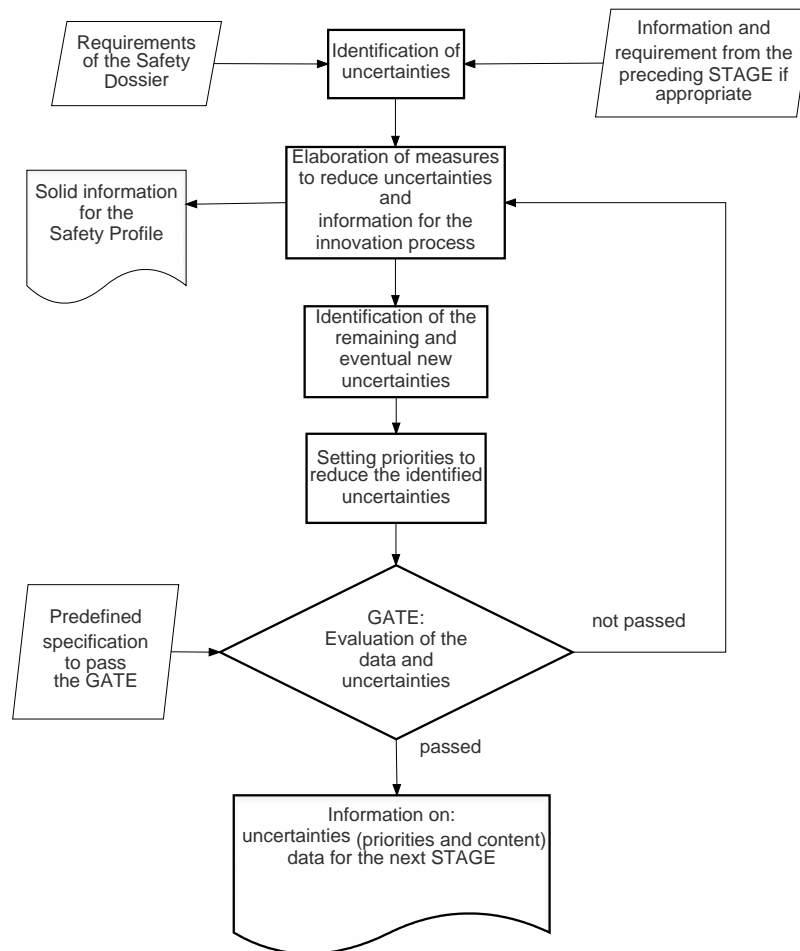 Requirements
of the Safety
Dossier
Identification of
uncertainties
Information and
requirement from the
preceding STAGE if
appropriate
Elaboration of measures
to reduce uncertainties
and
information for the
innovation process
Solid information
for the
Safety Profile
Identification of the
remaining and
eventual new
uncertainties
Setting priorities to
reduce the identified
uncertainties
Predefined
specification
to pass
the GATE
GATE:
Evaluation of the
data and
uncertainties
not passed
passed
Information on:
uncertainties (priorities and content)
data for the next STAGE